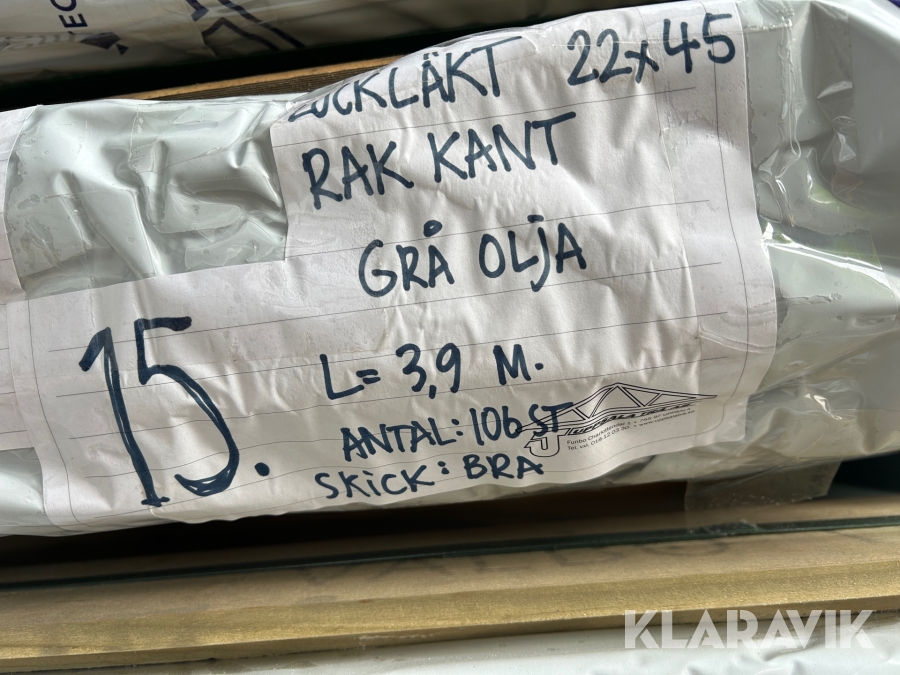 LOCKLÄKT 22x45
RAK KANT
GRÅ OLJA
15.
L= 3,9 M.
ANTAL: 106 ST
SKICK: BRA
KLARAVIK